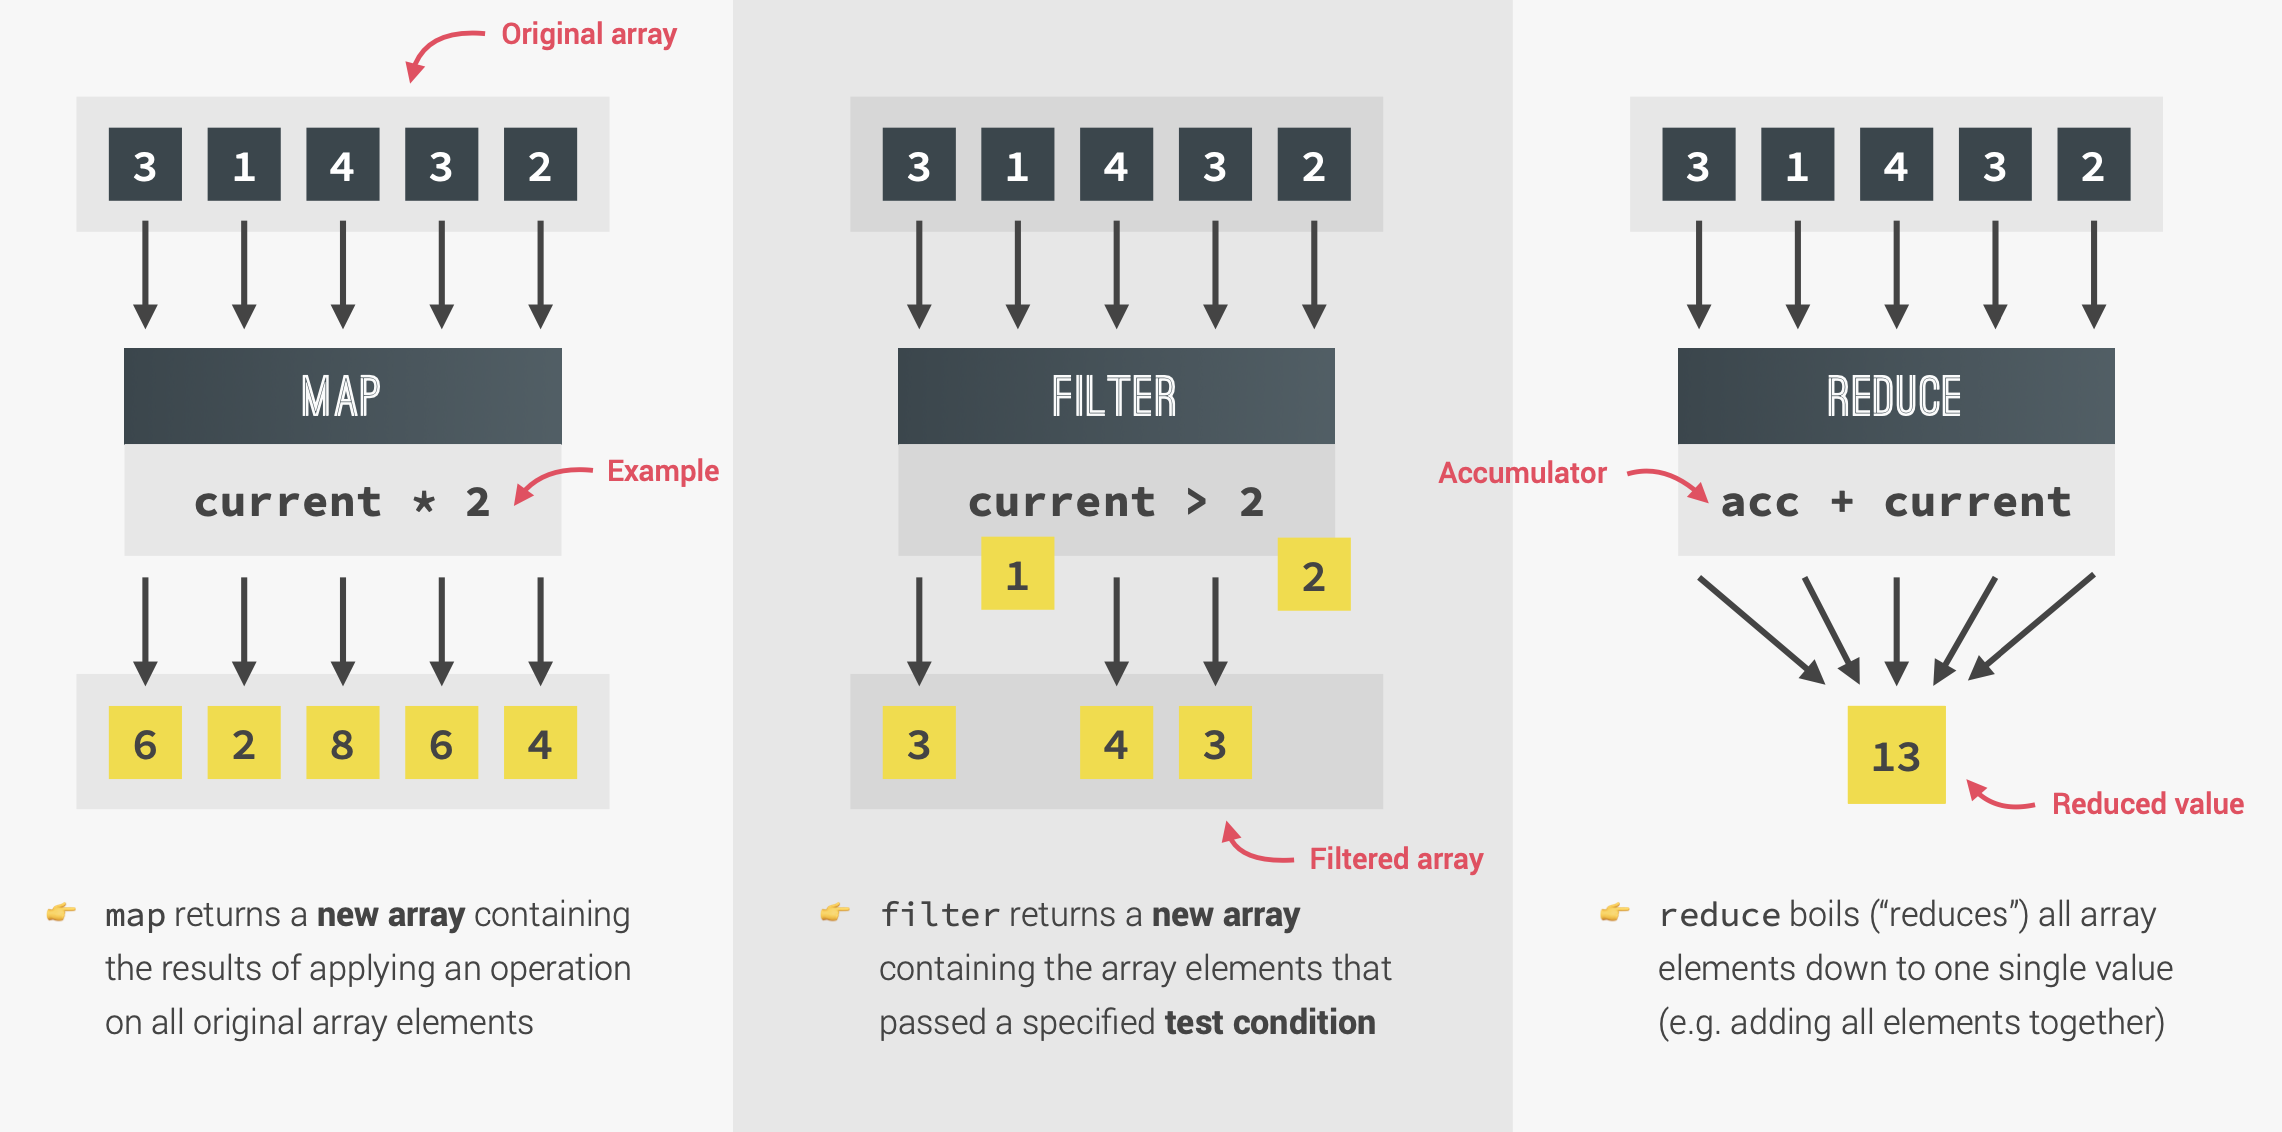 Original array
3 1 4 3 2
MAP
current * 2
Example
6 2 8 6 4
👉 map returns a new array containing
the results of applying an operation
on all original array elements
3 1 4 3 2
FILTER
current > 2
1 2
3 4 3
Filtered array
👉 filter returns a new array
containing the array elements that
passed a specified test condition
3 1 4 3 2
REDUCE
Accumulator
acc + current
13
Reduced value
👉 reduce boils (“reduces”) all array
elements down to one single value
(e.g. adding all elements together)